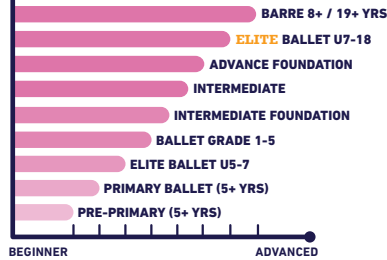 BARRE 8+ / 19+ YRS
ELITE BALLET U7-18
ADVANCE FOUNDATION
INTERMEDIATE
INTERMEDIATE FOUNDATION
BALLET GRADE 1-5
ELITE BALLET U5-7
PRIMARY BALLET (5+ YRS)
PRE-PRIMARY (5+ YRS)
BEGINNER ADVANCED